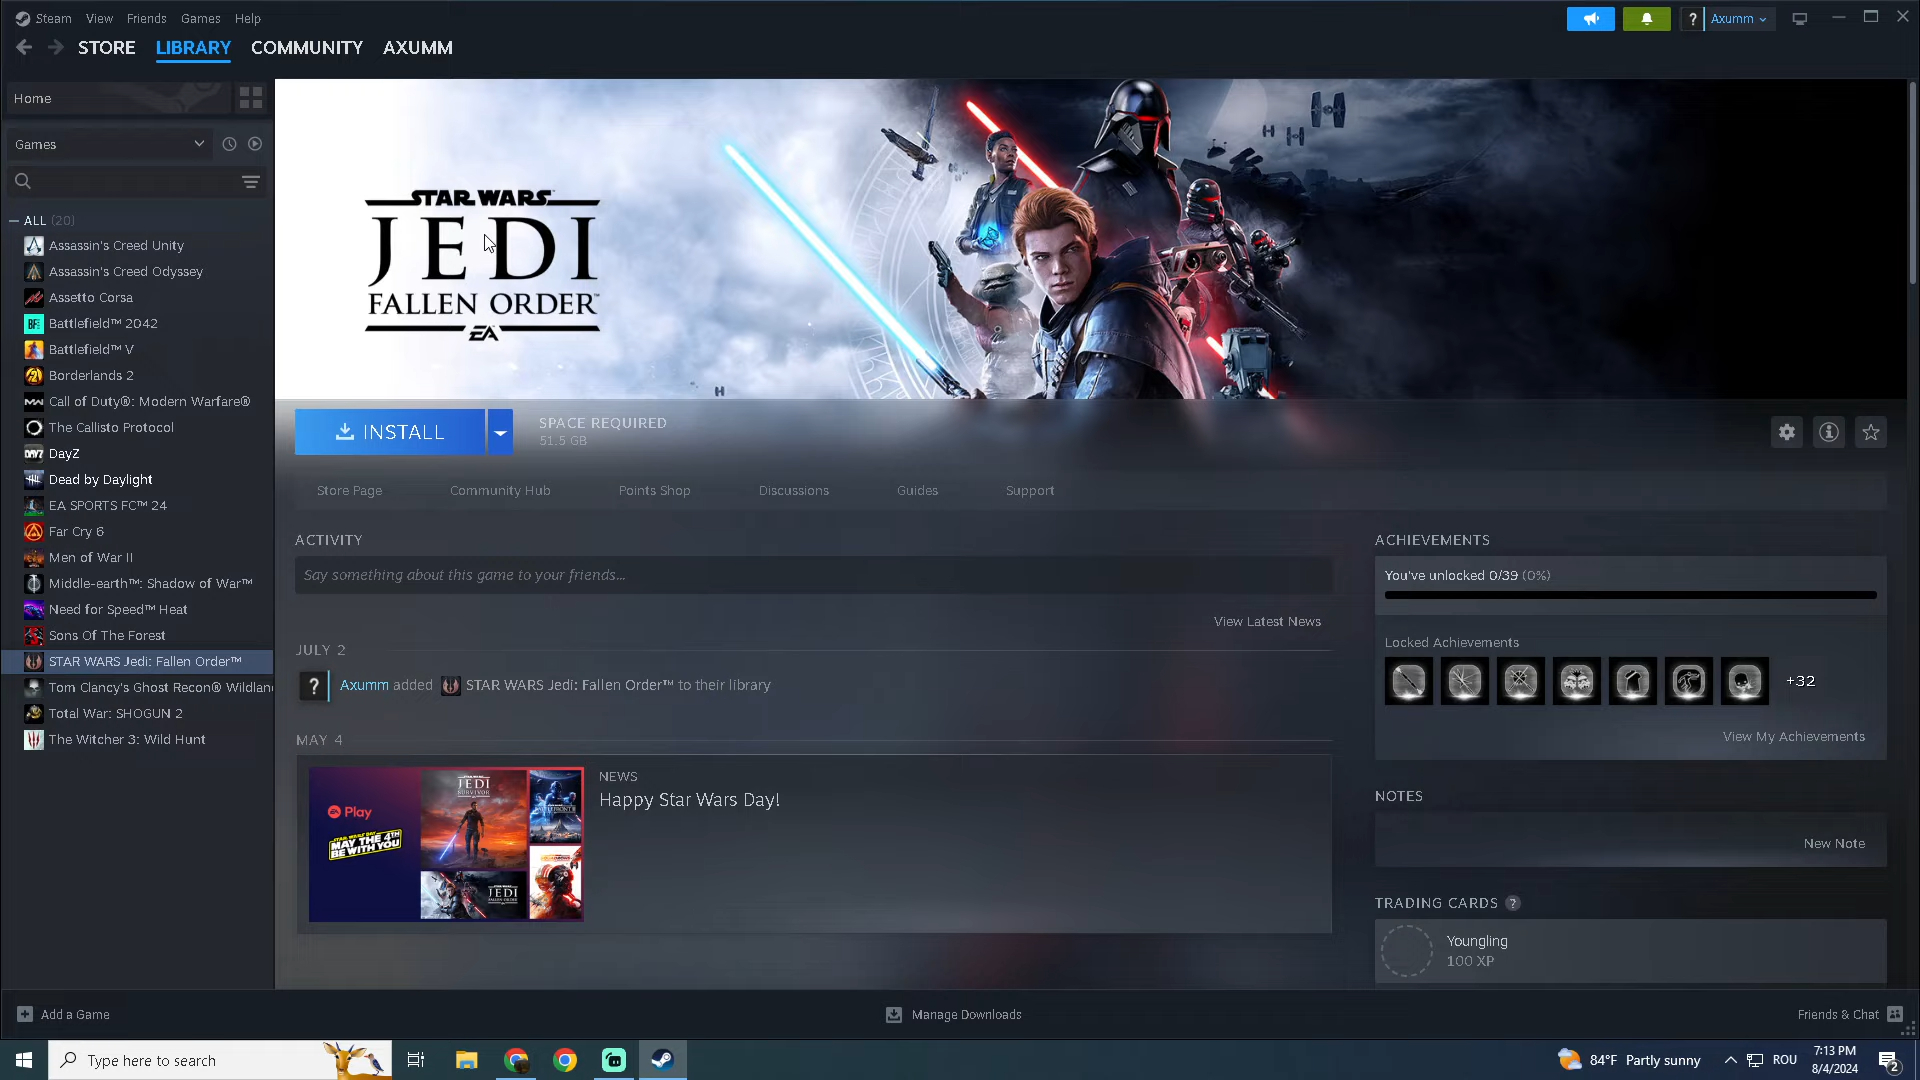 Steam View Friends Games Help
? Axumm
STORE LIBRARY COMMUNITY AXUMM
Home
Games
ALL (20)
Assassin's Creed Unity
Assassin's Creed Odyssey
Assetto Corsa
Battlefield™ 2042
Battlefield™ V
Borderlands 2
Call of Duty®: Modern Warfare®
The Callisto Protocol
DayZ
Dead by Daylight
EA SPORTS FC™ 24
Far Cry 6
Men of War II
Middle-earth™: Shadow of War™
Need for Speed™ Heat
Sons Of The Forest
STAR WARS Jedi: Fallen Order™
Tom Clancy's Ghost Recon® Wildlan
Total War: SHOGUN 2
The Witcher 3: Wild Hunt
STAR WARS™
JEDI
FALLEN ORDER™
EA
INSTALL
SPACE REQUIRED
51.5 GB
Store Page Community Hub Points Shop Discussions Guides Support
ACTIVITY
Say something about this game to your friends...
View Latest News
JULY 2
? Axumm added STAR WARS Jedi: Fallen Order™ to their library
MAY 4
EA Play
MAY THE 4TH
BE WITH YOU
JEDI
SURVIVOR
JEDI
FALLEN ORDER
NEWS
Happy Star Wars Day!
ACHIEVEMENTS
You've unlocked 0/39 (0%)
Locked Achievements
+32
View My Achievements
NOTES
New Note
TRADING CARDS ?
Youngling
100 XP
Add a Game
Manage Downloads
Friends & Chat
Type here to search
84°F Partly sunny
ROU
7:13 PM
8/4/2024
2